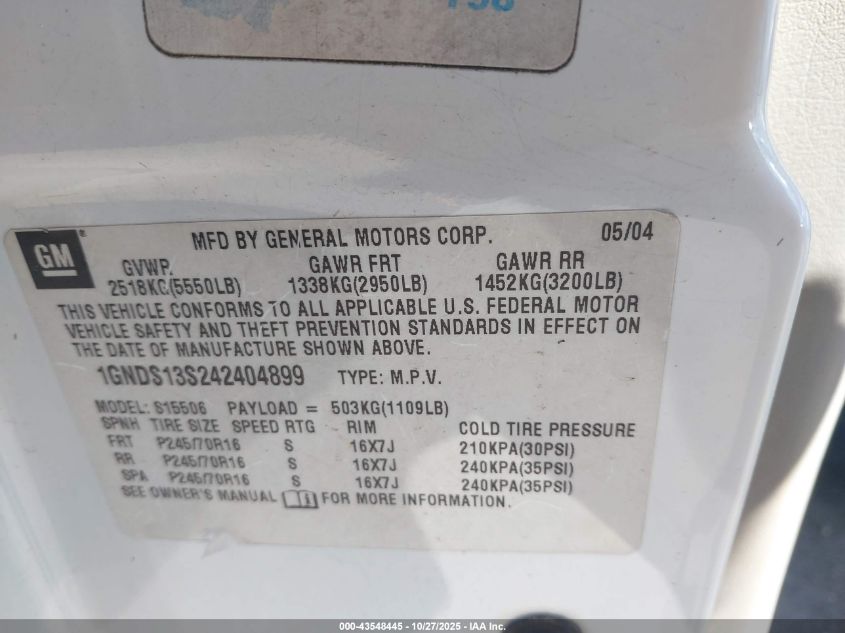 GM
MFD BY GENERAL MOTORS CORP. 05/04
GVWR GAWR FRT GAWR RR
2518KG(5550LB) 1338KG(2950LB) 1452KG(3200LB)
THIS VEHICLE CONFORMS TO ALL APPLICABLE U.S. FEDERAL MOTOR
VEHICLE SAFETY AND THEFT PREVENTION STANDARDS IN EFFECT ON
THE DATE OF MANUFACTURE SHOWN ABOVE.
1GNDS13S242404899 TYPE: M.P.V.
MODEL: S15506 PAYLOAD = 503KG(1109LB)
SPNH TIRE SIZE SPEED RTG RIM COLD TIRE PRESSURE
FRT P245/70R16 S 16X7J 210KPA(30PSI)
RR P245/70R16 S 16X7J 240KPA(35PSI)
SPA P245/70R16 S 16X7J 240KPA(35PSI)
SEE OWNER'S MANUAL FOR MORE INFORMATION.
000-43548445 - 10/27/2025 - IAA Inc.